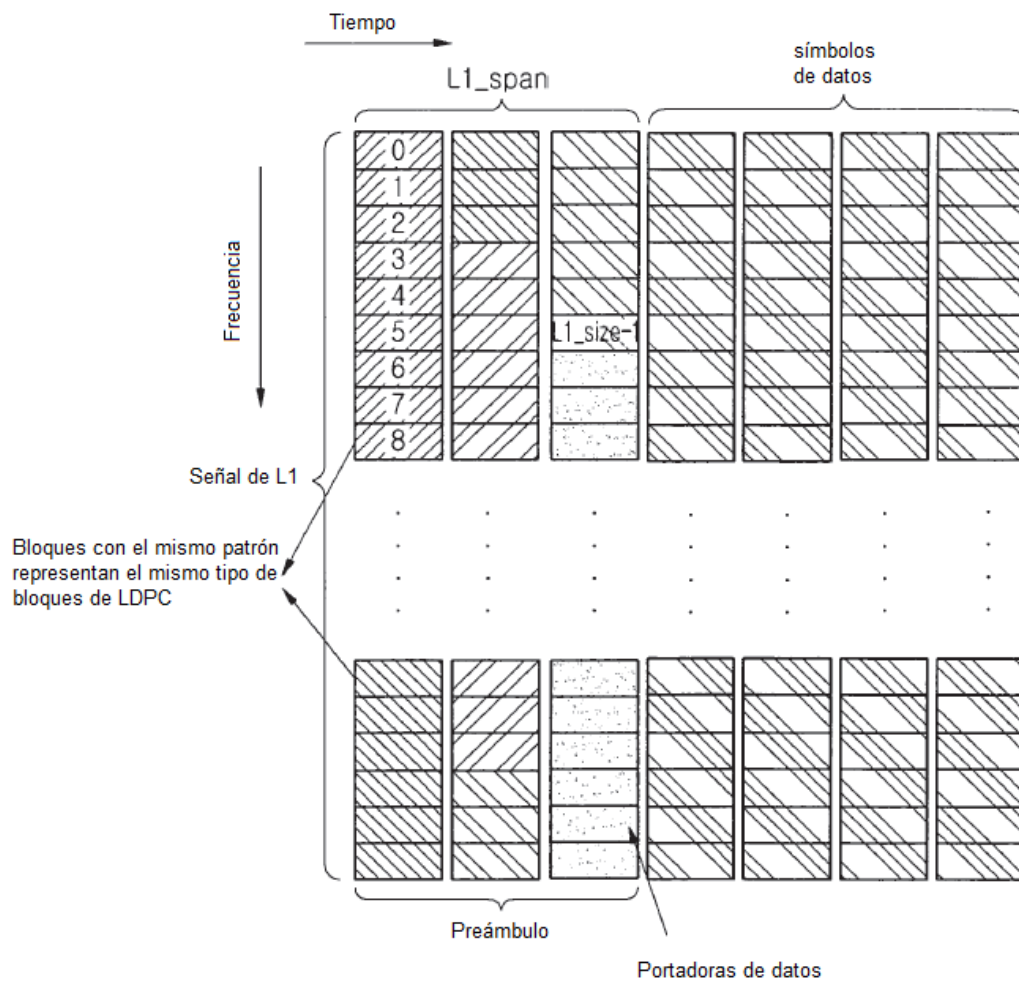 Tiempo
L1_span
símbolos
de datos
Frecuencia
0
1
2
3
4
5
6
7
8
L1_size-1
Señal de L1
Bloques con el mismo patrón
representan el mismo tipo de
bloques de LDPC
Preámbulo
Portadoras de datos